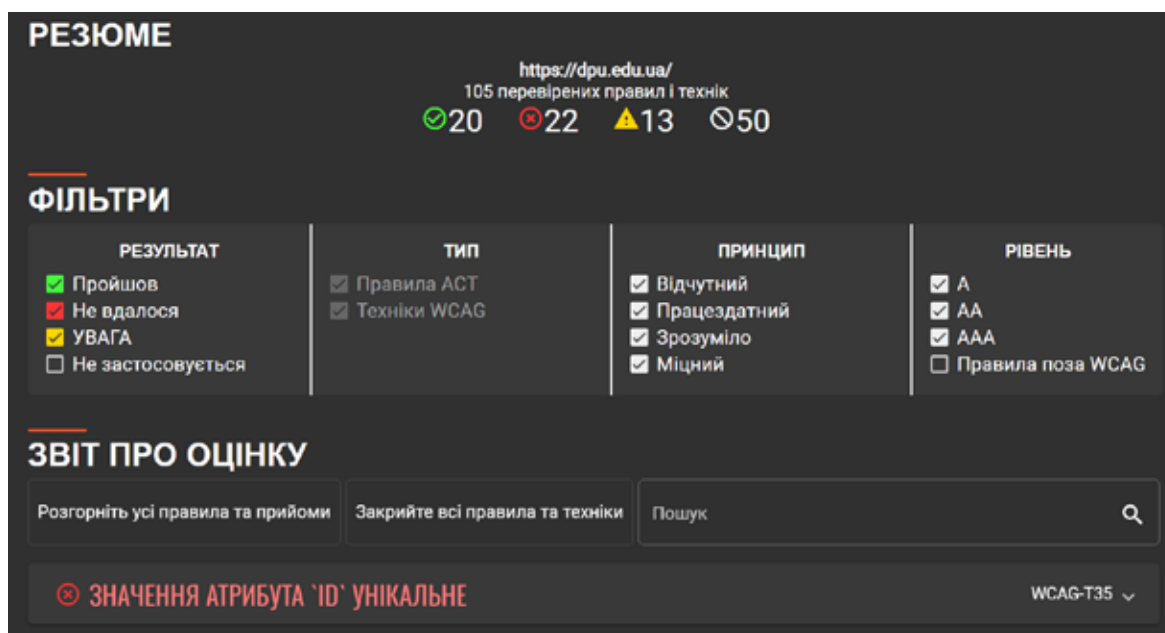 РЕЗЮМЕ
https://dpu.edu.ua/
105 перевірених правил і технік
20 22 13 50
ФІЛЬТРИ
РЕЗУЛЬТАТ
Пройшов
Не вдалося
УВАГА
Не застосовується
ТИП
Правила ACT
Техніки WCAG
ПРИНЦИП
Відчутний
Працездатний
Зрозуміло
Міцний
РІВЕНЬ
A
AA
AAA
Правила поза WCAG
ЗВІТ ПРО ОЦІНКУ
Розгорніть усі правила та прийоми
Закрийте всі правила та техніки
Пошук
ЗНАЧЕННЯ АТРИБУТА `ID` УНІКАЛЬНЕ
WCAG-T35